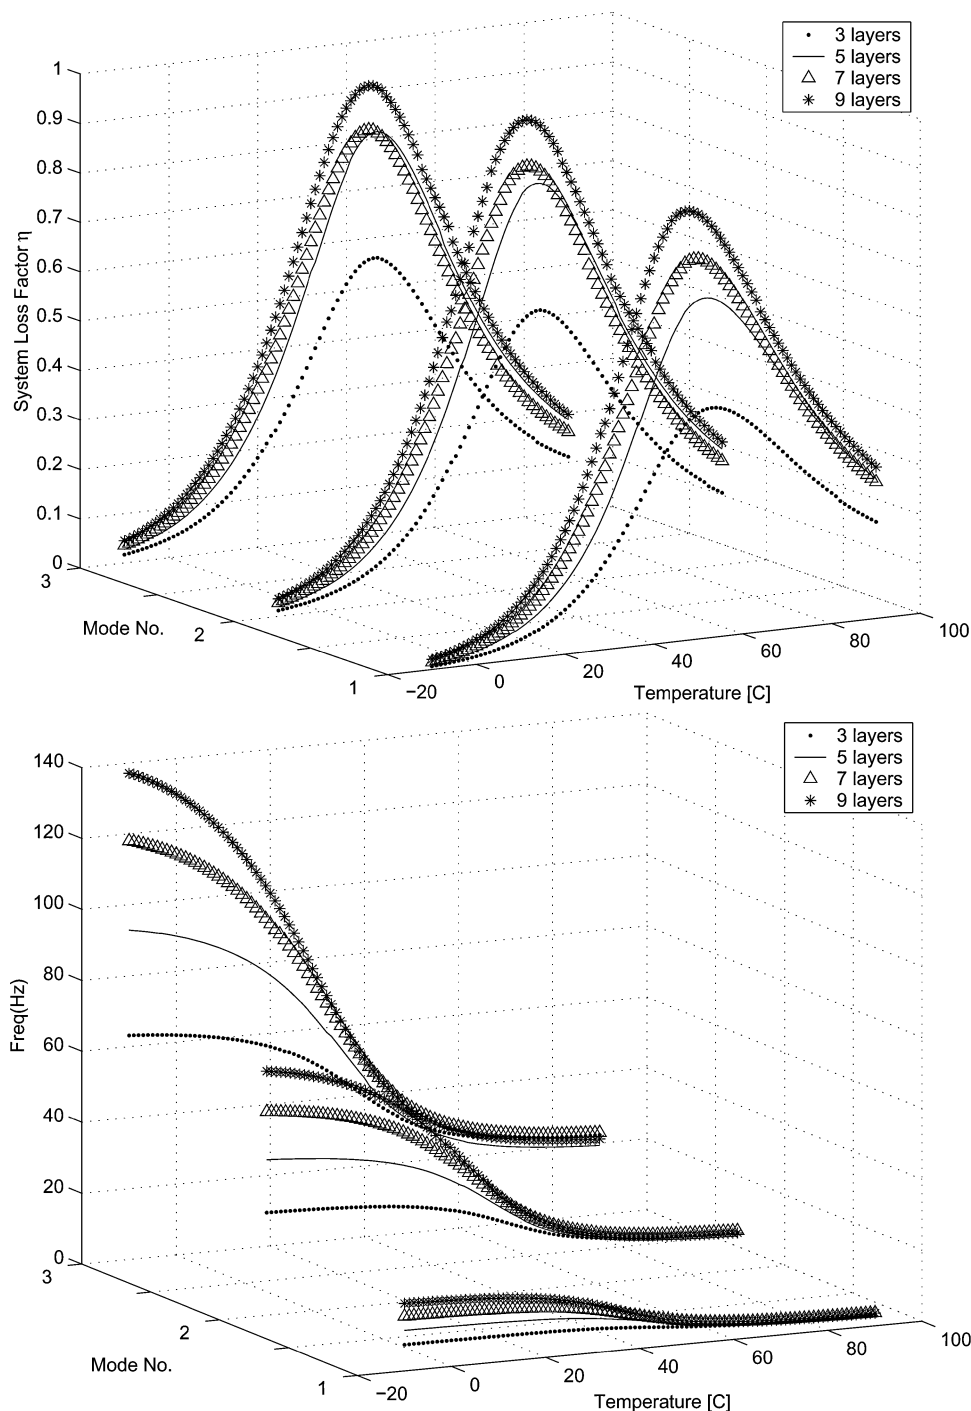 3 layers
5 layers
7 layers
9 layers
1
0.9
0.8
0.7
0.6
0.5
0.4
0.3
0.2
0.1
0
System Loss Factor η
3
2
1
Mode No.
−20
0
20
40
60
80
100
Temperature [C]
3 layers
5 layers
7 layers
9 layers
140
120
100
80
60
40
20
0
Freq(Hz)
3
2
1
Mode No.
−20
0
20
40
60
80
100
Temperature [C]